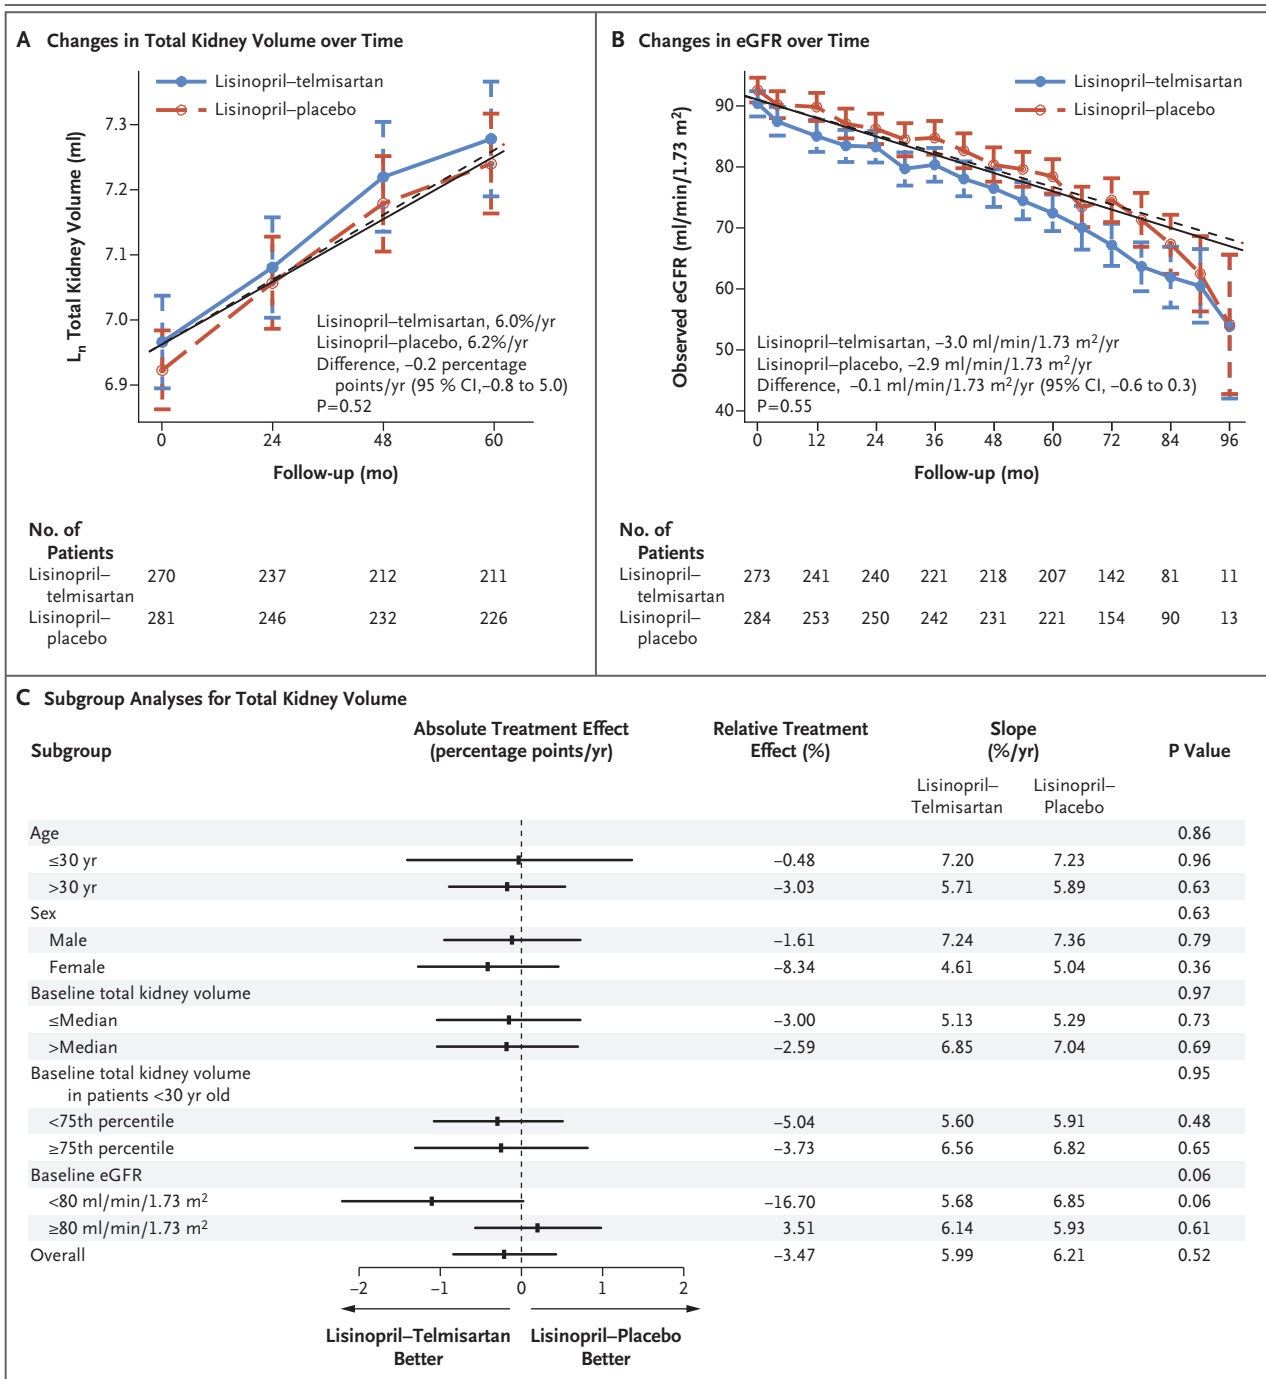 A Changes in Total Kidney Volume over Time
Lisinopril–telmisartan
Lisinopril–placebo
Ln Total Kidney Volume (ml)
7.3
7.2
7.1
7.0
6.9
Lisinopril–telmisartan, 6.0%/yr
Lisinopril–placebo, 6.2%/yr
Difference, −0.2 percentage
points/yr (95 % CI,−0.8 to 5.0)
P=0.52
0 24 48 60
Follow-up (mo)
No. of
Patients
Lisinopril–
telmisartan
270 237 212 211
Lisinopril–
placebo
281 246 232 226
B Changes in eGFR over Time
Lisinopril–telmisartan
Lisinopril–placebo
Observed eGFR (ml/min/1.73 m²)
90
80
70
60
50
40
Lisinopril–telmisartan, −3.0 ml/min/1.73 m²/yr
Lisinopril–placebo, −2.9 ml/min/1.73 m²/yr
Difference, −0.1 ml/min/1.73 m²/yr (95% CI, −0.6 to 0.3)
P=0.55
0 12 24 36 48 60 72 84 96
Follow-up (mo)
No. of
Patients
Lisinopril–
telmisartan
273 241 240 221 218 207 142 81 11
Lisinopril–
placebo
284 253 250 242 231 221 154 90 13
C Subgroup Analyses for Total Kidney Volume
Subgroup
Absolute Treatment Effect
(percentage points/yr)
Relative Treatment
Effect (%)
Slope
(%/yr)
P Value
Lisinopril–
Telmisartan
Lisinopril–
Placebo
Age 0.86
≤30 yr −0.48 7.20 7.23 0.96
>30 yr −3.03 5.71 5.89 0.63
Sex 0.63
Male −1.61 7.24 7.36 0.79
Female −8.34 4.61 5.04 0.36
Baseline total kidney volume 0.97
≤Median −3.00 5.13 5.29 0.73
>Median −2.59 6.85 7.04 0.69
Baseline total kidney volume 0.95
in patients <30 yr old
<75th percentile −5.04 5.60 5.91 0.48
≥75th percentile −3.73 6.56 6.82 0.65
Baseline eGFR 0.06
<80 ml/min/1.73 m² −16.70 5.68 6.85 0.06
≥80 ml/min/1.73 m² 3.51 6.14 5.93 0.61
Overall −3.47 5.99 6.21 0.52
−2 −1 0 1 2
Lisinopril–Telmisartan
Better
Lisinopril–Placebo
Better